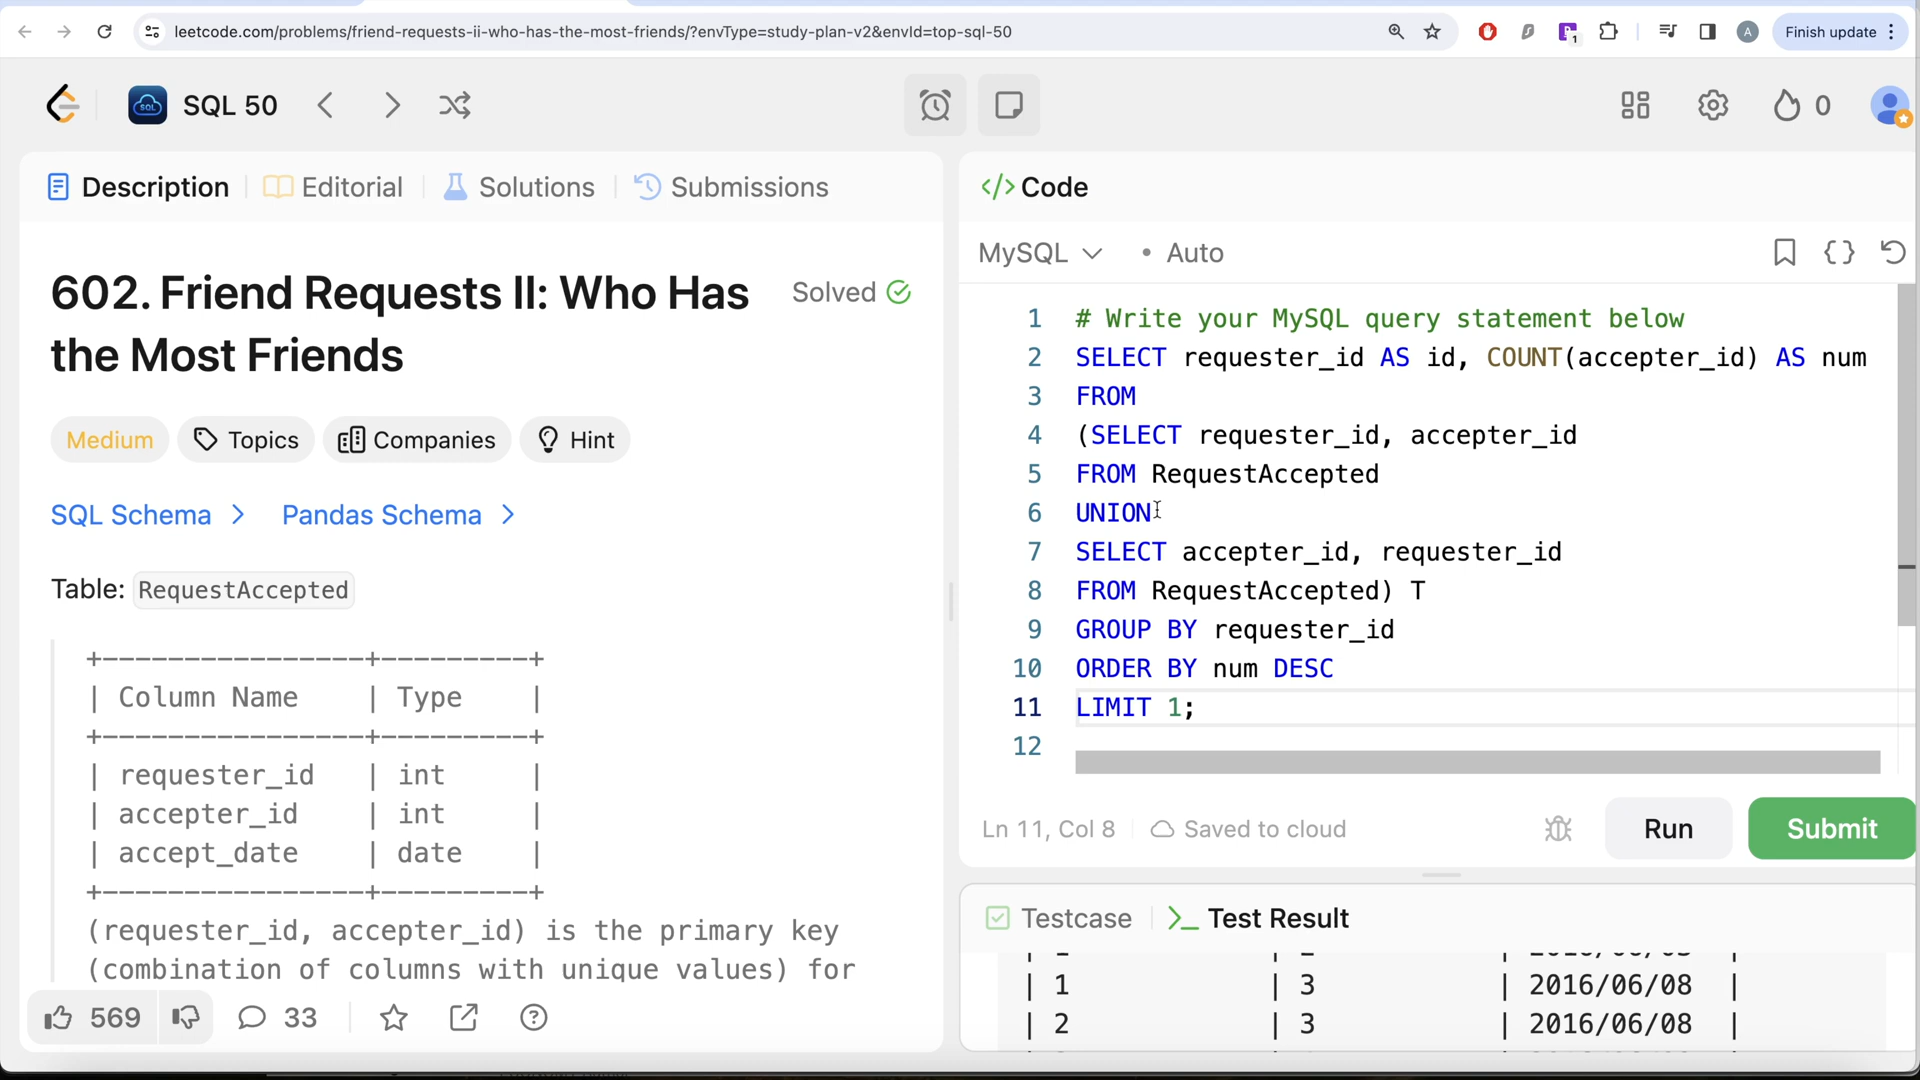 leetcode.com/problems/friend-requests-ii-who-has-the-most-friends/?envType=study-plan-v2&envId=top-sql-50
1
A
Finish update
SQL
SQL 50
0
Description
Editorial
Solutions
Submissions
602. Friend Requests II: Who Has
the Most Friends
Solved
Medium
Topics
Companies
Hint
SQL Schema
Pandas Schema
Table: RequestAccepted
+----------------+---------+
| Column Name    | Type    |
+----------------+---------+
| requester_id   | int     |
| accepter_id    | int     |
| accept_date    | date    |
+----------------+---------+
(requester_id, accepter_id) is the primary key
(combination of columns with unique values) for
569
33
</> Code
MySQL
• Auto
1 # Write your MySQL query statement below
2 SELECT requester_id AS id, COUNT(accepter_id) AS num
3 FROM
4 (SELECT requester_id, accepter_id
5 FROM RequestAccepted
6 UNION
7 SELECT accepter_id, requester_id
8 FROM RequestAccepted) T
9 GROUP BY requester_id
10 ORDER BY num DESC
11 LIMIT 1;
12
Ln 11, Col 8
Saved to cloud
Run
Submit
Testcase
>_ Test Result
| 1 | 3 | 2016/06/08 |
| 2 | 3 | 2016/06/08 |